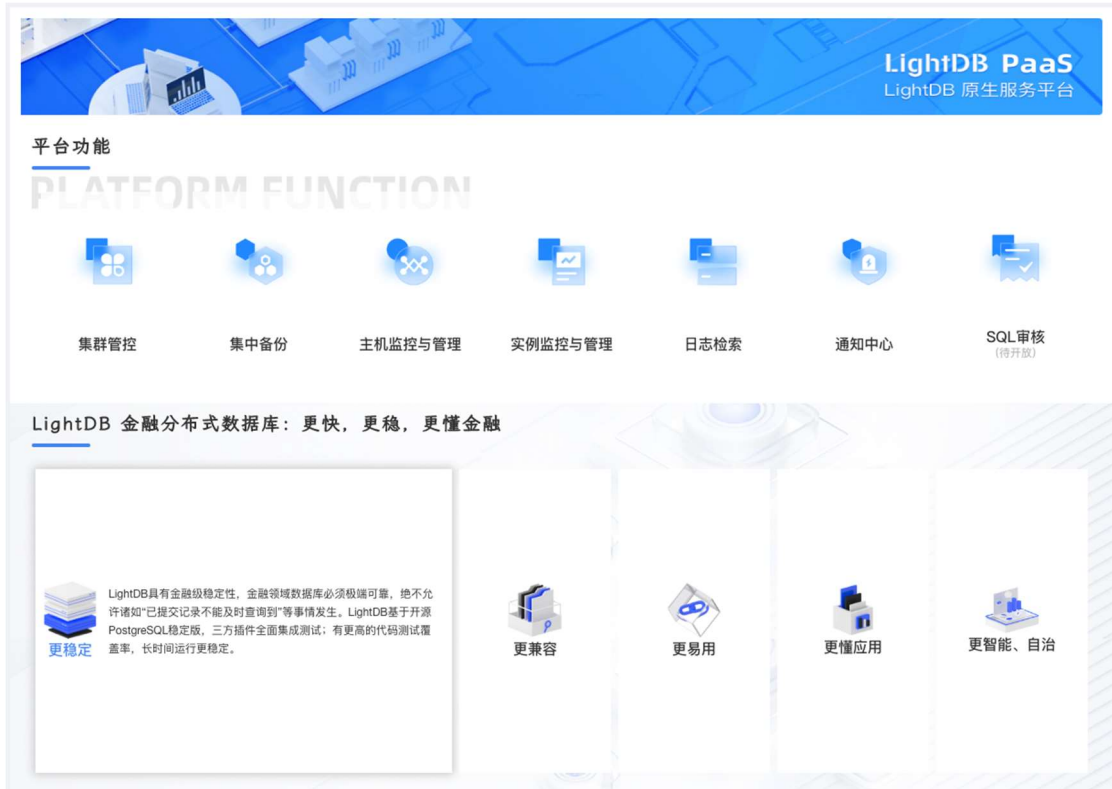 LightDB PaaS
LightDB 原生服务平台
平台功能
PLATFORM FUNCTION
集群管控
集中备份
主机监控与管理
实例监控与管理
日志检索
通知中心
SQL审核
(待开放)
LightDB 金融分布式数据库：更快，更稳，更懂金融
LightDB具有金融级稳定性，金融领域数据库必须极端可靠，绝不允
许诸如“已提交记录不能及时查询到”等事情发生。LightDB基于开源
PostgreSQL稳定版，三方插件全面集成测试；有更高的代码测试覆
盖率，长时间运行更稳定。
更稳定
更兼容
更易用
更懂应用
更智能、自治